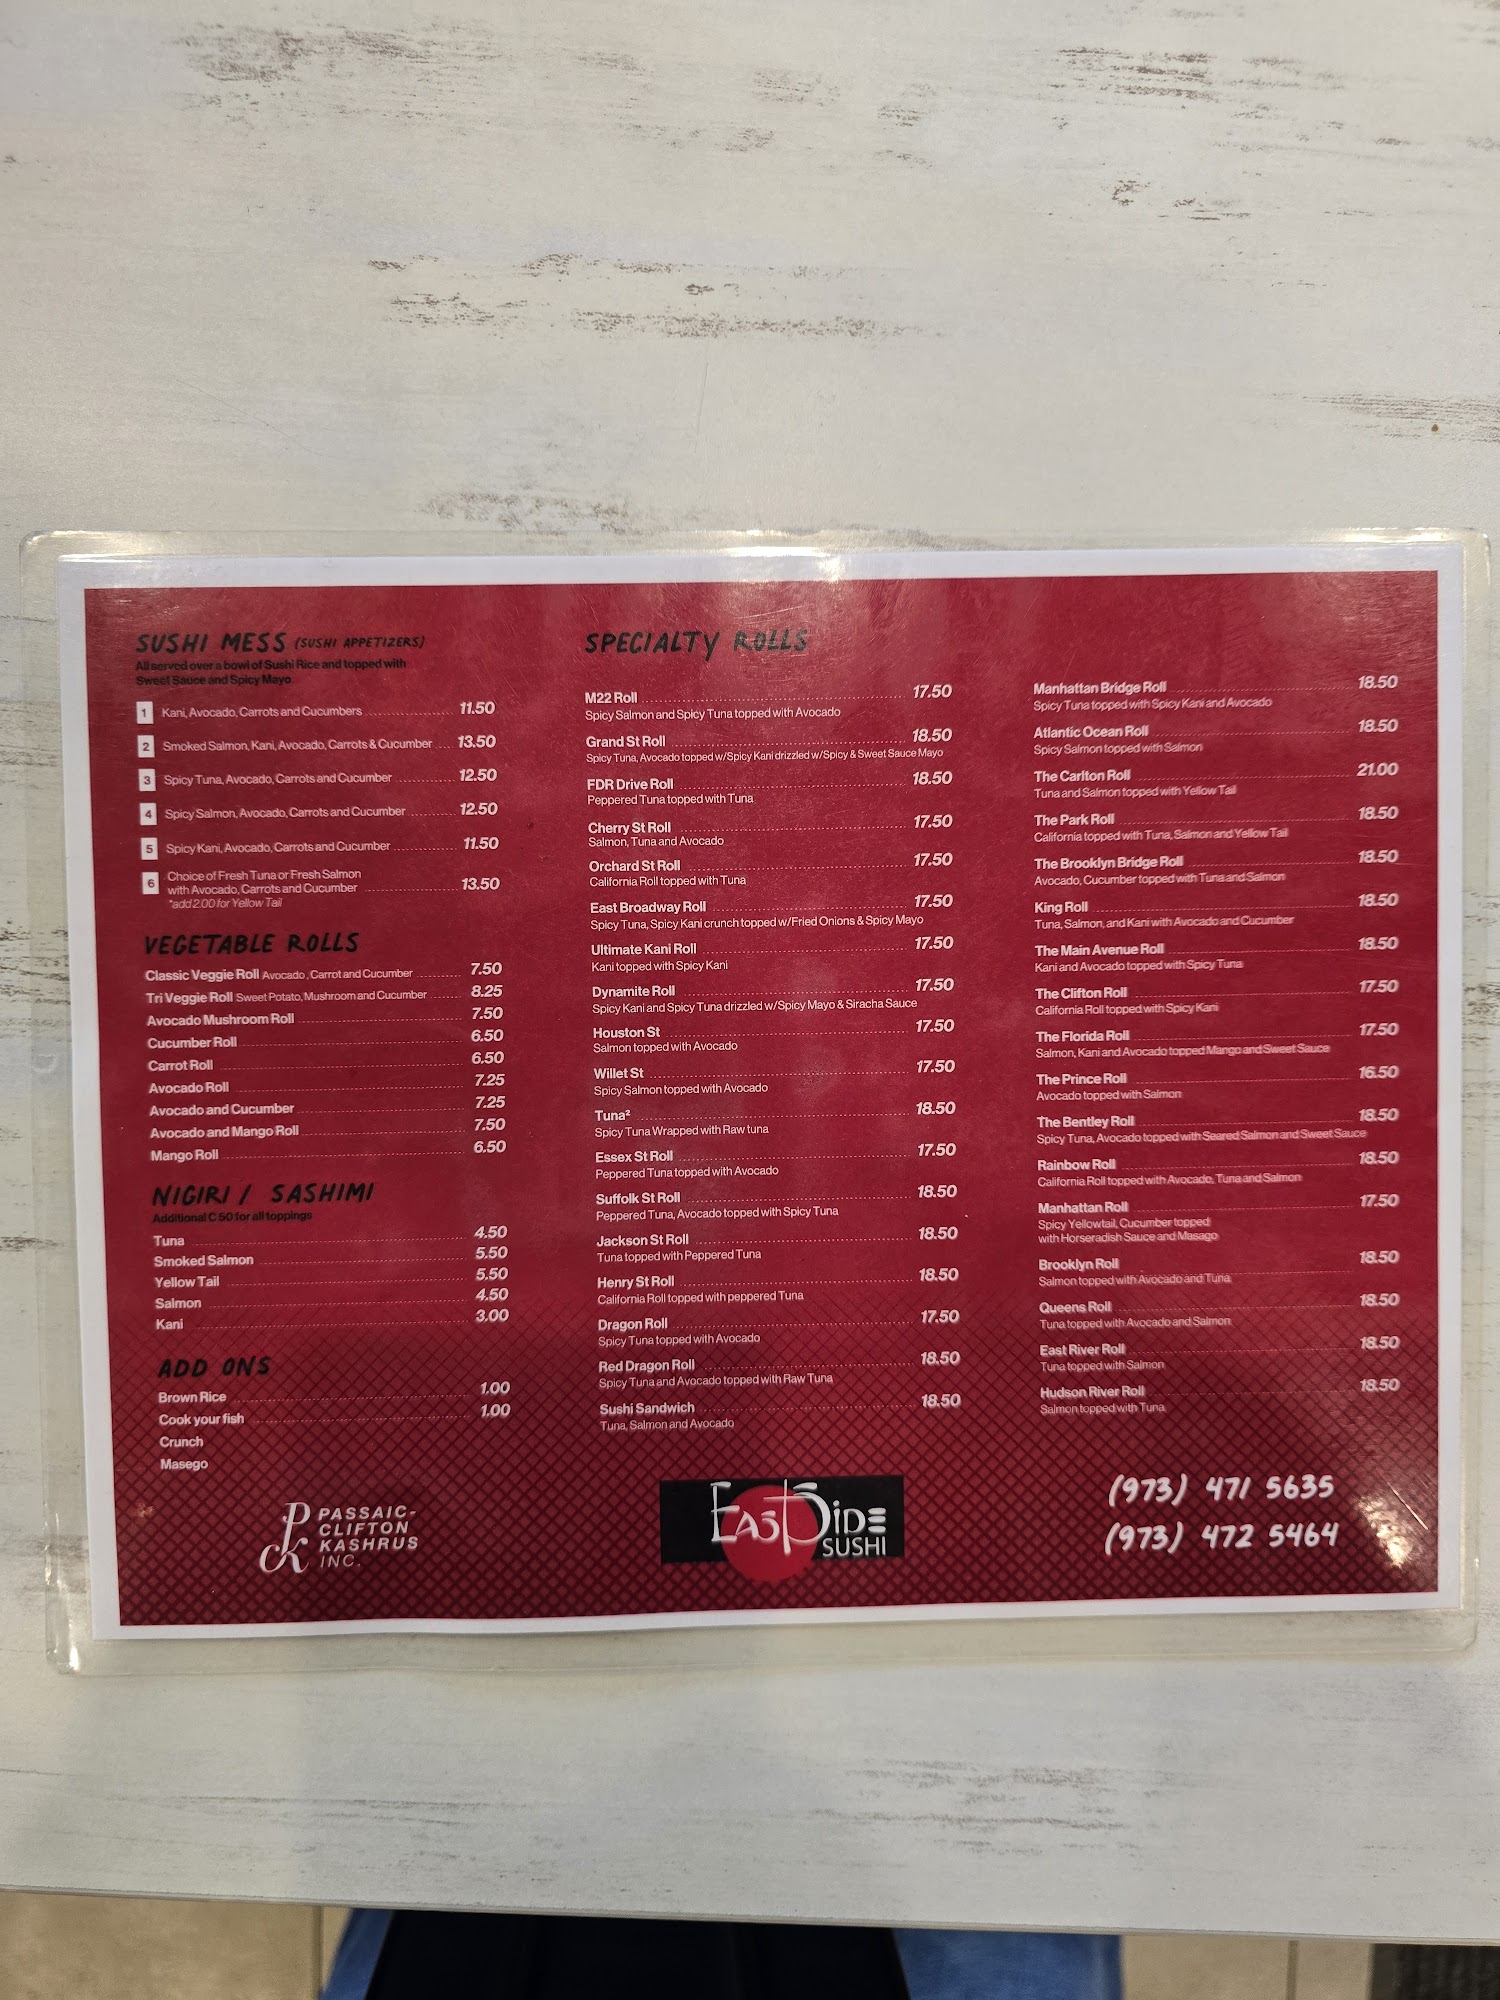 SUSHI MESS (SUSHI APPETIZERS)
All served over a bowl of Sushi Rice and topped with
Sweet Sauce and Spicy Mayo
1 Kani, Avocado, Carrots and Cucumbers 11.50
2 Smoked Salmon, Kani, Avocado, Carrots & Cucumber 13.50
3 Spicy Tuna, Avocado, Carrots and Cucumber 12.50
4 Spicy Salmon, Avocado, Carrots and Cucumber 12.50
5 Spicy Kani, Avocado, Carrots and Cucumber 11.50
6 Choice of Fresh Tuna or Fresh Salmon
with Avocado, Carrots and Cucumber 13.50
*add 2.00 for Yellow Tail
VEGETABLE ROLLS
Classic Veggie Roll Avocado, Carrot and Cucumber 7.50
Tri Veggie Roll Sweet Potato, Mushroom and Cucumber 8.25
Avocado Mushroom Roll 7.50
Cucumber Roll 6.50
Carrot Roll 6.50
Avocado Roll 7.25
Avocado and Cucumber 7.25
Avocado and Mango Roll 7.50
Mango Roll 6.50
NIGIRI / SASHIMI
Additional C 50 for all toppings
Tuna 4.50
Smoked Salmon 5.50
Yellow Tail 5.50
Salmon 4.50
Kani 3.00
ADD ONS
Brown Rice 1.00
Cook your fish 1.00
Crunch
Masego
PCK
PASSAIC-
CLIFTON
KASHRUS
INC.
SPECIALTY ROLLS
M22 Roll 17.50
Spicy Salmon and Spicy Tuna topped with Avocado
Grand St Roll 18.50
Spicy Tuna, Avocado topped w/Spicy Kani drizzled w/Spicy & Sweet Sauce Mayo
FDR Drive Roll 18.50
Peppered Tuna topped with Tuna
Cherry St Roll 17.50
Salmon, Tuna and Avocado
Orchard St Roll 17.50
California Roll topped with Tuna
East Broadway Roll 17.50
Spicy Tuna, Spicy Kani crunch topped w/Fried Onions & Spicy Mayo
Ultimate Kani Roll 17.50
Kani topped with Spicy Kani
Dynamite Roll 17.50
Spicy Kani and Spicy Tuna drizzled w/Spicy Mayo & Siracha Sauce
Houston St 17.50
Salmon topped with Avocado
Willet St 17.50
Spicy Salmon topped with Avocado
Tuna² 18.50
Spicy Tuna Wrapped with Raw tuna
Essex St Roll 17.50
Peppered Tuna topped with Avocado
Suffolk St Roll 18.50
Peppered Tuna, Avocado topped with Spicy Tuna
Jackson St Roll 18.50
Tuna topped with Peppered Tuna
Henry St Roll 18.50
California Roll topped with peppered Tuna
Dragon Roll 17.50
Spicy Tuna topped with Avocado
Red Dragon Roll 18.50
Spicy Tuna and Avocado topped with Raw Tuna
Sushi Sandwich 18.50
Tuna, Salmon and Avocado
EastSide
SUSHI
Manhattan Bridge Roll 18.50
Spicy Tuna topped with Spicy Kani and Avocado
Atlantic Ocean Roll 18.50
Spicy Salmon topped with Salmon
The Carlton Roll 21.00
Tuna and Salmon topped with Yellow Tail
The Park Roll 18.50
California topped with Tuna, Salmon and Yellow Tail
The Brooklyn Bridge Roll 18.50
Avocado, Cucumber topped with Tuna and Salmon
King Roll 18.50
Tuna, Salmon, and Kani with Avocado and Cucumber
The Main Avenue Roll 18.50
Kani and Avocado topped with Spicy Tuna
The Clifton Roll 17.50
California Roll topped with Spicy Kani
The Florida Roll 17.50
Salmon, Kani and Avocado topped Mango and Sweet Sauce
The Prince Roll 16.50
Avocado topped with Salmon
The Bentley Roll 18.50
Spicy Tuna, Avocado topped with Seared Salmon and Sweet Sauce
Rainbow Roll 18.50
California Roll topped with Avocado, Tuna and Salmon
Manhattan Roll 17.50
Spicy Yellowtail, Cucumber topped
with Horseradish Sauce and Masago
Brooklyn Roll 18.50
Salmon topped with Avocado and Tuna
Queens Roll 18.50
Tuna topped with Avocado and Salmon
East River Roll 18.50
Tuna topped with Salmon
Hudson River Roll 18.50
Salmon topped with Tuna
(973) 471 5635
(973) 472 5464